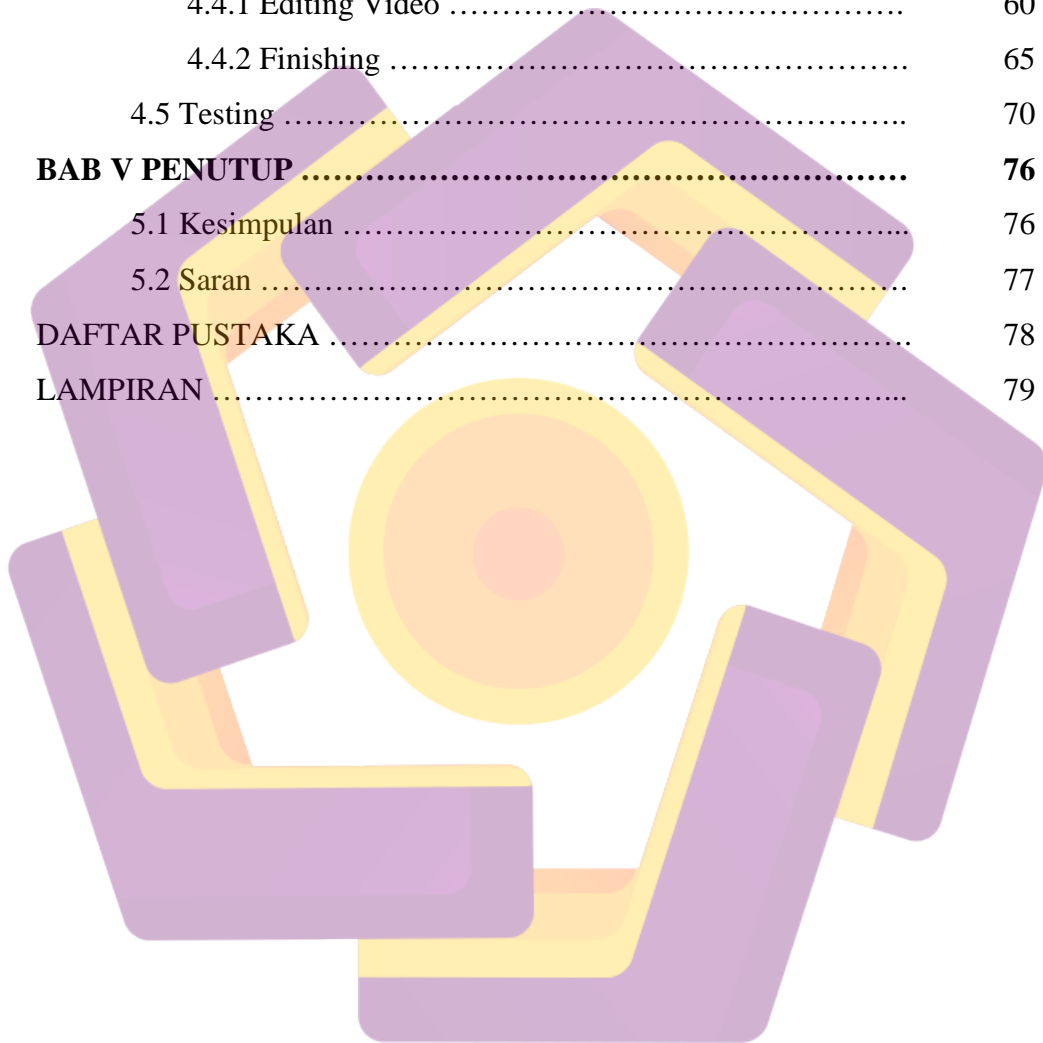 4.4.1 Editing Video ………………………………………. 60
4.4.2 Finishing ……………………………………………. 65
4.5 Testing …………………………………………………….. 70
BAB V PENUTUP …………………………………………………… 76
5.1 Kesimpulan ………………………………………………... 76
5.2 Saran ………………………………………………………. 77
DAFTAR PUSTAKA ………………………………………………….. 78
LAMPIRAN …………………………………………………………... 79